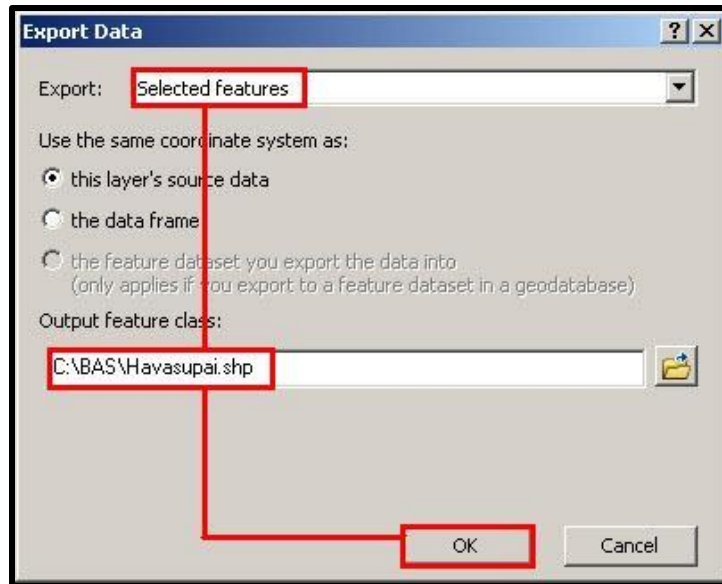 Export Data
Export: Selected features
Use the same coordinate system as:
this layer's source data
the data frame
the feature dataset you export the data into
(only applies if you export to a feature dataset in a geodatabase)
Output feature class:
C:\BAS\Havasupai.shp
OK Cancel